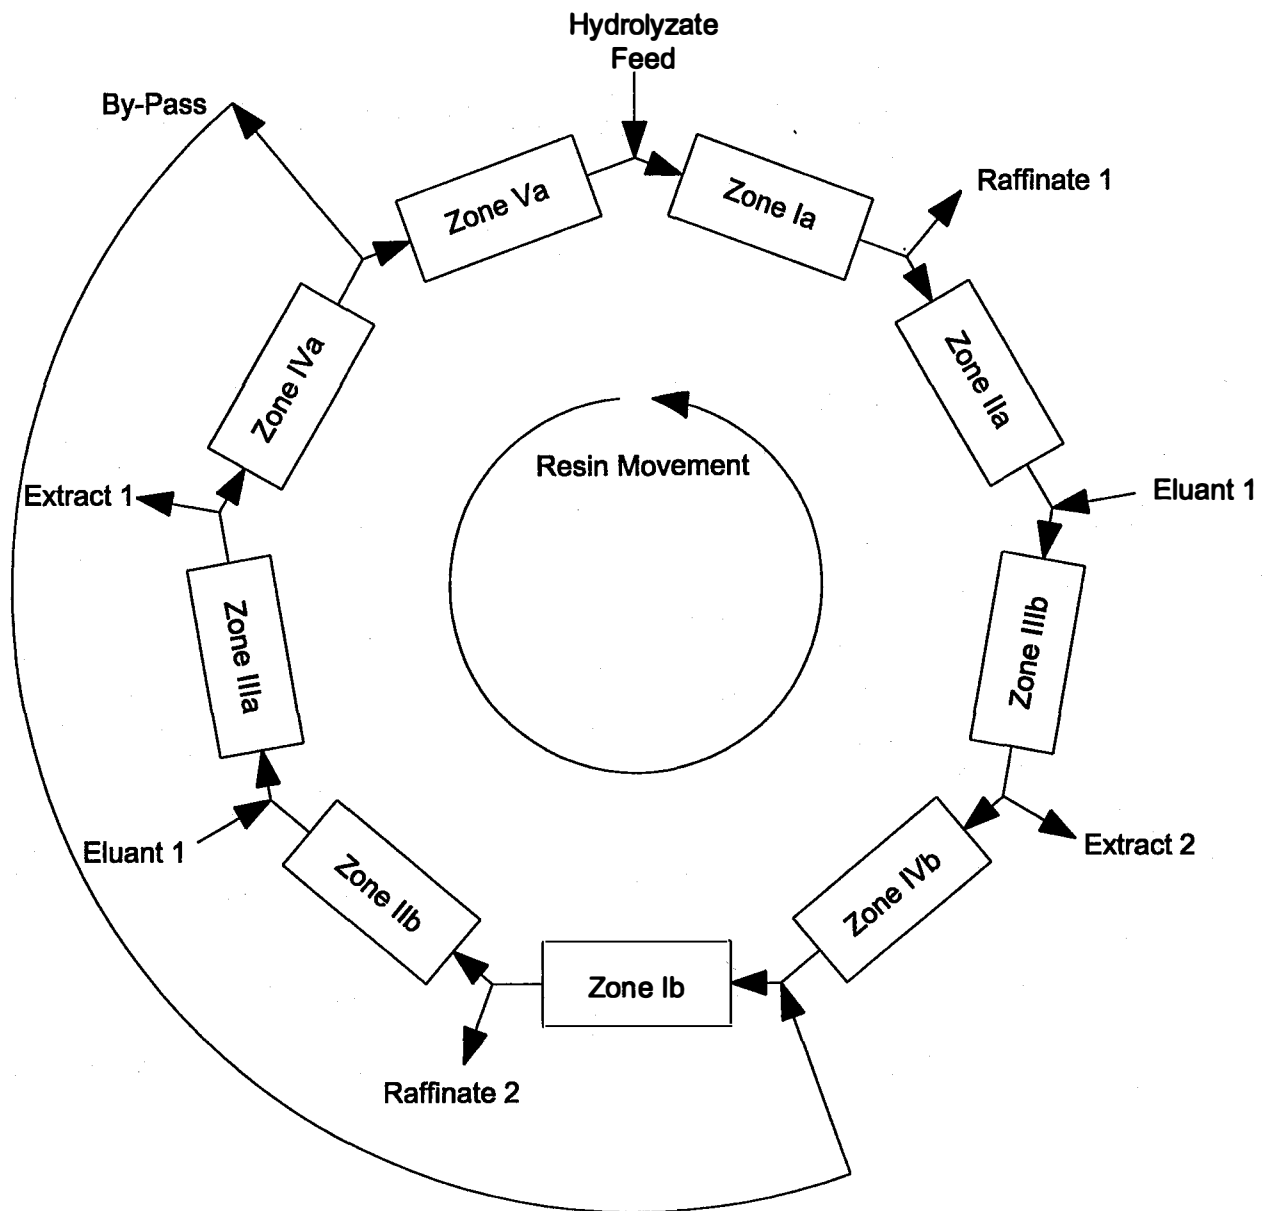 Hydrolyzate
Feed
By-Pass
Zone Va
Zone Ia
Raffinate 1
Zone IVa
Zone IIa
Resin Movement
Extract 1
Eluant 1
Zone IIIa
Zone IIIb
Eluant 1
Extract 2
Zone IIb
Zone IVb
Zone Ib
Raffinate 2